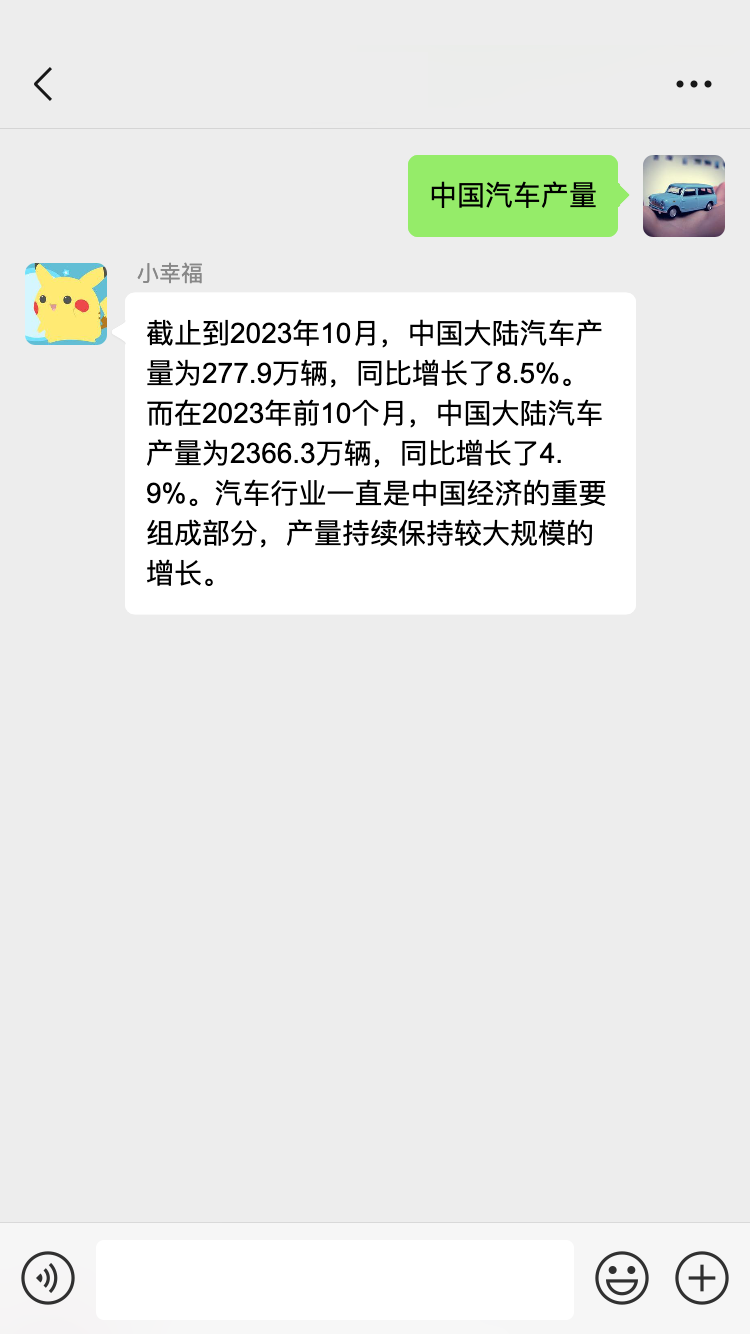 中国汽车产量
小幸福
截止到2023年10月，中国大陆汽车产
量为277.9万辆，同比增长了8.5%。
而在2023年前10个月，中国大陆汽车
产量为2366.3万辆，同比增长了4.
9%。汽车行业一直是中国经济的重要
组成部分，产量持续保持较大规模的
增长。